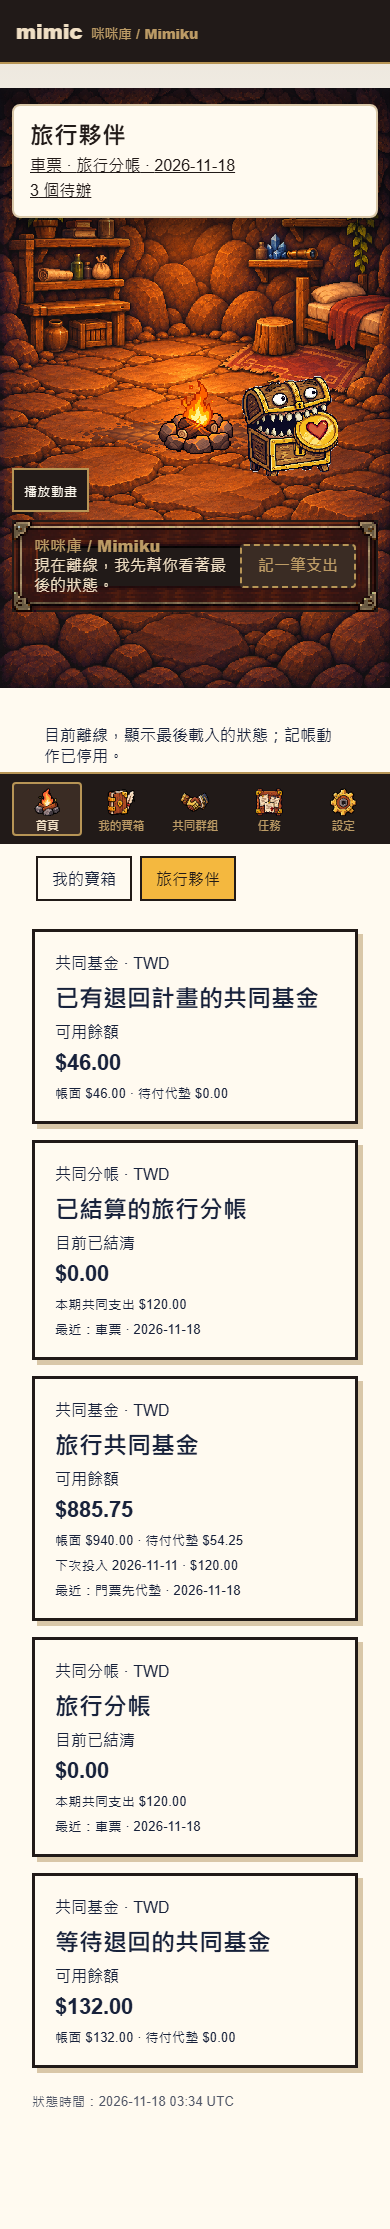 mimic 咪咪庫 / Mimiku
旅行夥伴
車票 · 旅行分帳 · 2026-11-18
3 個待辦
播放動畫
咪咪庫 / Mimiku
現在離線，我先幫你看著最
後的狀態。
記一筆支出
目前離線，顯示最後載入的狀態；記帳動
作已停用。
首頁
我的寶箱
共同群組
任務
設定
我的寶箱
旅行夥伴
共同基金 · TWD
已有退回計畫的共同基金
可用餘額
$46.00
帳面 $46.00 · 待付代墊 $0.00
共同分帳 · TWD
已結算的旅行分帳
目前已結清
$0.00
本期共同支出 $120.00
最近：車票 · 2026-11-18
共同基金 · TWD
旅行共同基金
可用餘額
$885.75
帳面 $940.00 · 待付代墊 $54.25
下次投入 2026-11-11 · $120.00
最近：門票先代墊 · 2026-11-18
共同分帳 · TWD
旅行分帳
目前已結清
$0.00
本期共同支出 $120.00
最近：車票 · 2026-11-18
共同基金 · TWD
等待退回的共同基金
可用餘額
$132.00
帳面 $132.00 · 待付代墊 $0.00
狀態時間：2026-11-18 03:34 UTC